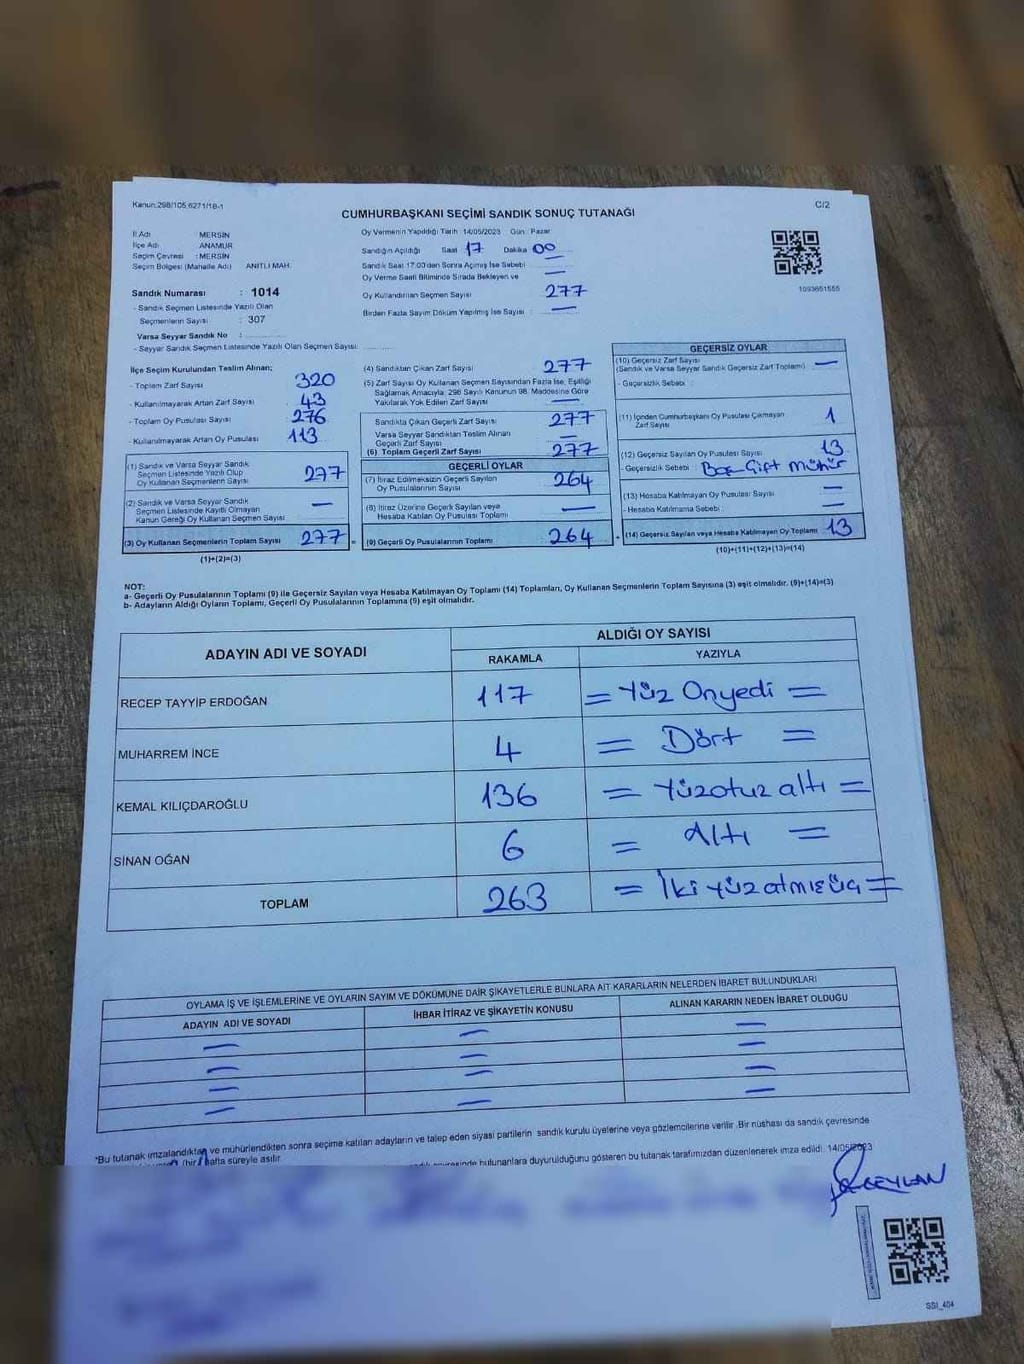 Kanun:298/105,6271/18-1
C/2
CUMHURBAŞKANI SEÇİMİ SANDIK SONUÇ TUTANAĞI
İl Adı : MERSİN
İlçe Adı : ANAMUR
Seçim Çevresi : MERSİN
Seçim Bölgesi (Mahalle Adı) ANITLI MAH.
Sandık Numarası : 1014
- Sandık Seçmen Listesinde Yazılı Olan
Seçmenlerin Sayısı : 307
Varsa Seyyar Sandık No :
- Seyyar Sandık Seçmen Listesinde Yazılı Olan Seçmen Sayısı:
Oy Vermenin Yapıldığı Tarih : 14/05/2023 Gün : Pazar
Sandığın Açıldığı Saat 17 Dakika 00
Sandık Saat 17:00'den Sonra Açılmış İse Sebebi —
Oy Verme Saati Bitiminde Sırada Bekleyen ve —
Oy Kullandırılan Seçmen Sayısı 277
Birden Fazla Sayım Döküm Yapılmış İse Sayısı : —
1093651555
İlçe Seçim Kurulundan Teslim Alınan;
- Toplam Zarf Sayısı 320
- Kullanılmayarak Artan Zarf Sayısı 43
- Toplam Oy Pusulası Sayısı 276
- Kullanılmayarak Artan Oy Pusulası 113
(1) Sandık ve Varsa Seyyar Sandık
Seçmen Listesinde Yazılı Olup
Oy Kullanan Seçmenlerin Sayısı 277
(2) Sandık ve Varsa Seyyar Sandık
Seçmen Listesinde Kayıtlı Olmayan
Kanun Gereği Oy Kullanan Seçmen Sayısı —
(3) Oy Kullanan Seçmenlerin Toplam Sayısı 277 =
(1)+(2)=(3)
(4) Sandıktan Çıkan Zarf Sayısı 277
(5) Zarf Sayısı Oy Kullanan Seçmen Sayısından Fazla İse, Eşitliği
Sağlamak Amacıyla; 298 Sayılı Kanunun 98. Maddesine Göre
Yakılarak Yok Edilen Zarf Sayısı —
Sandıkta Çıkan Geçerli Zarf Sayısı 277
Varsa Seyyar Sandıktan Teslim Alınan
Geçerli Zarf Sayısı —
(6) Toplam Geçerli Zarf Sayısı 277
GEÇERLİ OYLAR
(7) İtiraz Edilmeksizin Geçerli Sayılan
Oy Pusulalarının Sayısı 264
(8) İtiraz Üzerine Geçerli Sayılan veya
Hesaba Katılan Oy Pusulası Toplamı —
(9) Geçerli Oy Pusulalarının Toplamı 264 +
GEÇERSİZ OYLAR
(10) Geçersiz Zarf Sayısı
(Sandık ve Varsa Seyyar Sandık Geçersiz Zarf Toplamı) —
- Geçersizlik Sebebi :
(11) İçinden Cumhurbaşkanı Oy Pusulası Çıkmayan
Zarf Sayısı 1
(12) Geçersiz Sayılan Oy Pusulası Sayısı 13
- Geçersizlik Sebebi : Boş-Çift Mühür
(13) Hesaba Katılmayan Oy Pusulası Sayısı —
- Hesaba Katılmama Sebebi : —
(14) Geçersiz Sayılan veya Hesaba Katılmayan Oy Toplamı 13
(10)+(11)+(12)+(13)=(14)
NOT:
a- Geçerli Oy Pusulalarının Toplamı (9) ile Geçersiz Sayılan veya Hesaba Katılmayan Oy Toplamı (14) Toplamları, Oy Kullanan Seçmenlerin Toplam Sayısına (3) eşit olmalıdır. (9)+(14)=(3)
b- Adayların Aldığı Oyların Toplamı, Geçerli Oy Pusulalarının Toplamına (9) eşit olmalıdır.
ADAYIN ADI VE SOYADI
ALDIĞI OY SAYISI
RAKAMLA YAZIYLA
RECEP TAYYİP ERDOĞAN 117 = Yüz Onyedi =
MUHARREM İNCE 4 = Dört =
KEMAL KILIÇDAROĞLU 136 = Yüzotuz altı =
SİNAN OĞAN 6 = Altı =
TOPLAM 263 = İki yüz atmışüç =
OYLAMA İŞ VE İŞLEMLERİNE VE OYLARIN SAYIM VE DÖKÜMÜNE DAİR ŞİKAYETLERLE BUNLARA AİT KARARLARIN NELERDEN İBARET BULUNDUKLARI
ADAYIN ADI VE SOYADI İHBAR İTİRAZ VE ŞİKAYETİN KONUSU ALINAN KARARIN NEDEN İBARET OLDUĞU
*Bu tutanak imzalandıktan ve mühürlendikten sonra seçime katılan adayların ve talep eden siyasi partilerin sandık kurulu üyelerine veya gözlemcilerine verilir. Bir nüshası da sandık çevresinde
(bir) hafta süreyle asılır.
bulunanlara duyurulduğunu gösteren bu tutanak tarafımızdan düzenlenerek imza edildi. 14/05/2023
CEYLAN
SSI_404